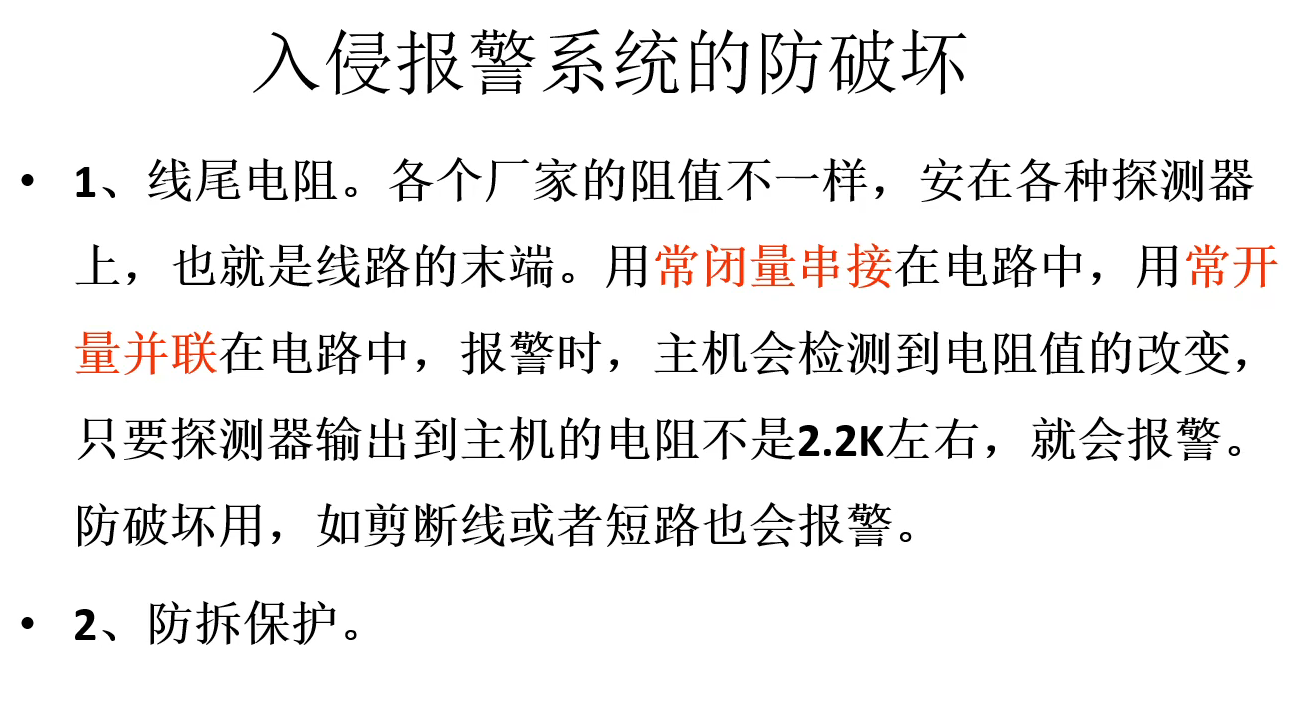 入侵报警系统的防破坏
• 1、线尾电阻。各个厂家的阻值不一样，安在各种探测器
上，也就是线路的末端。用常闭量串接在电路中，用常开
量并联在电路中，报警时，主机会检测到电阻值的改变，
只要探测器输出到主机的电阻不是2.2K左右，就会报警。
防破坏用，如剪断线或者短路也会报警。
• 2、防拆保护。